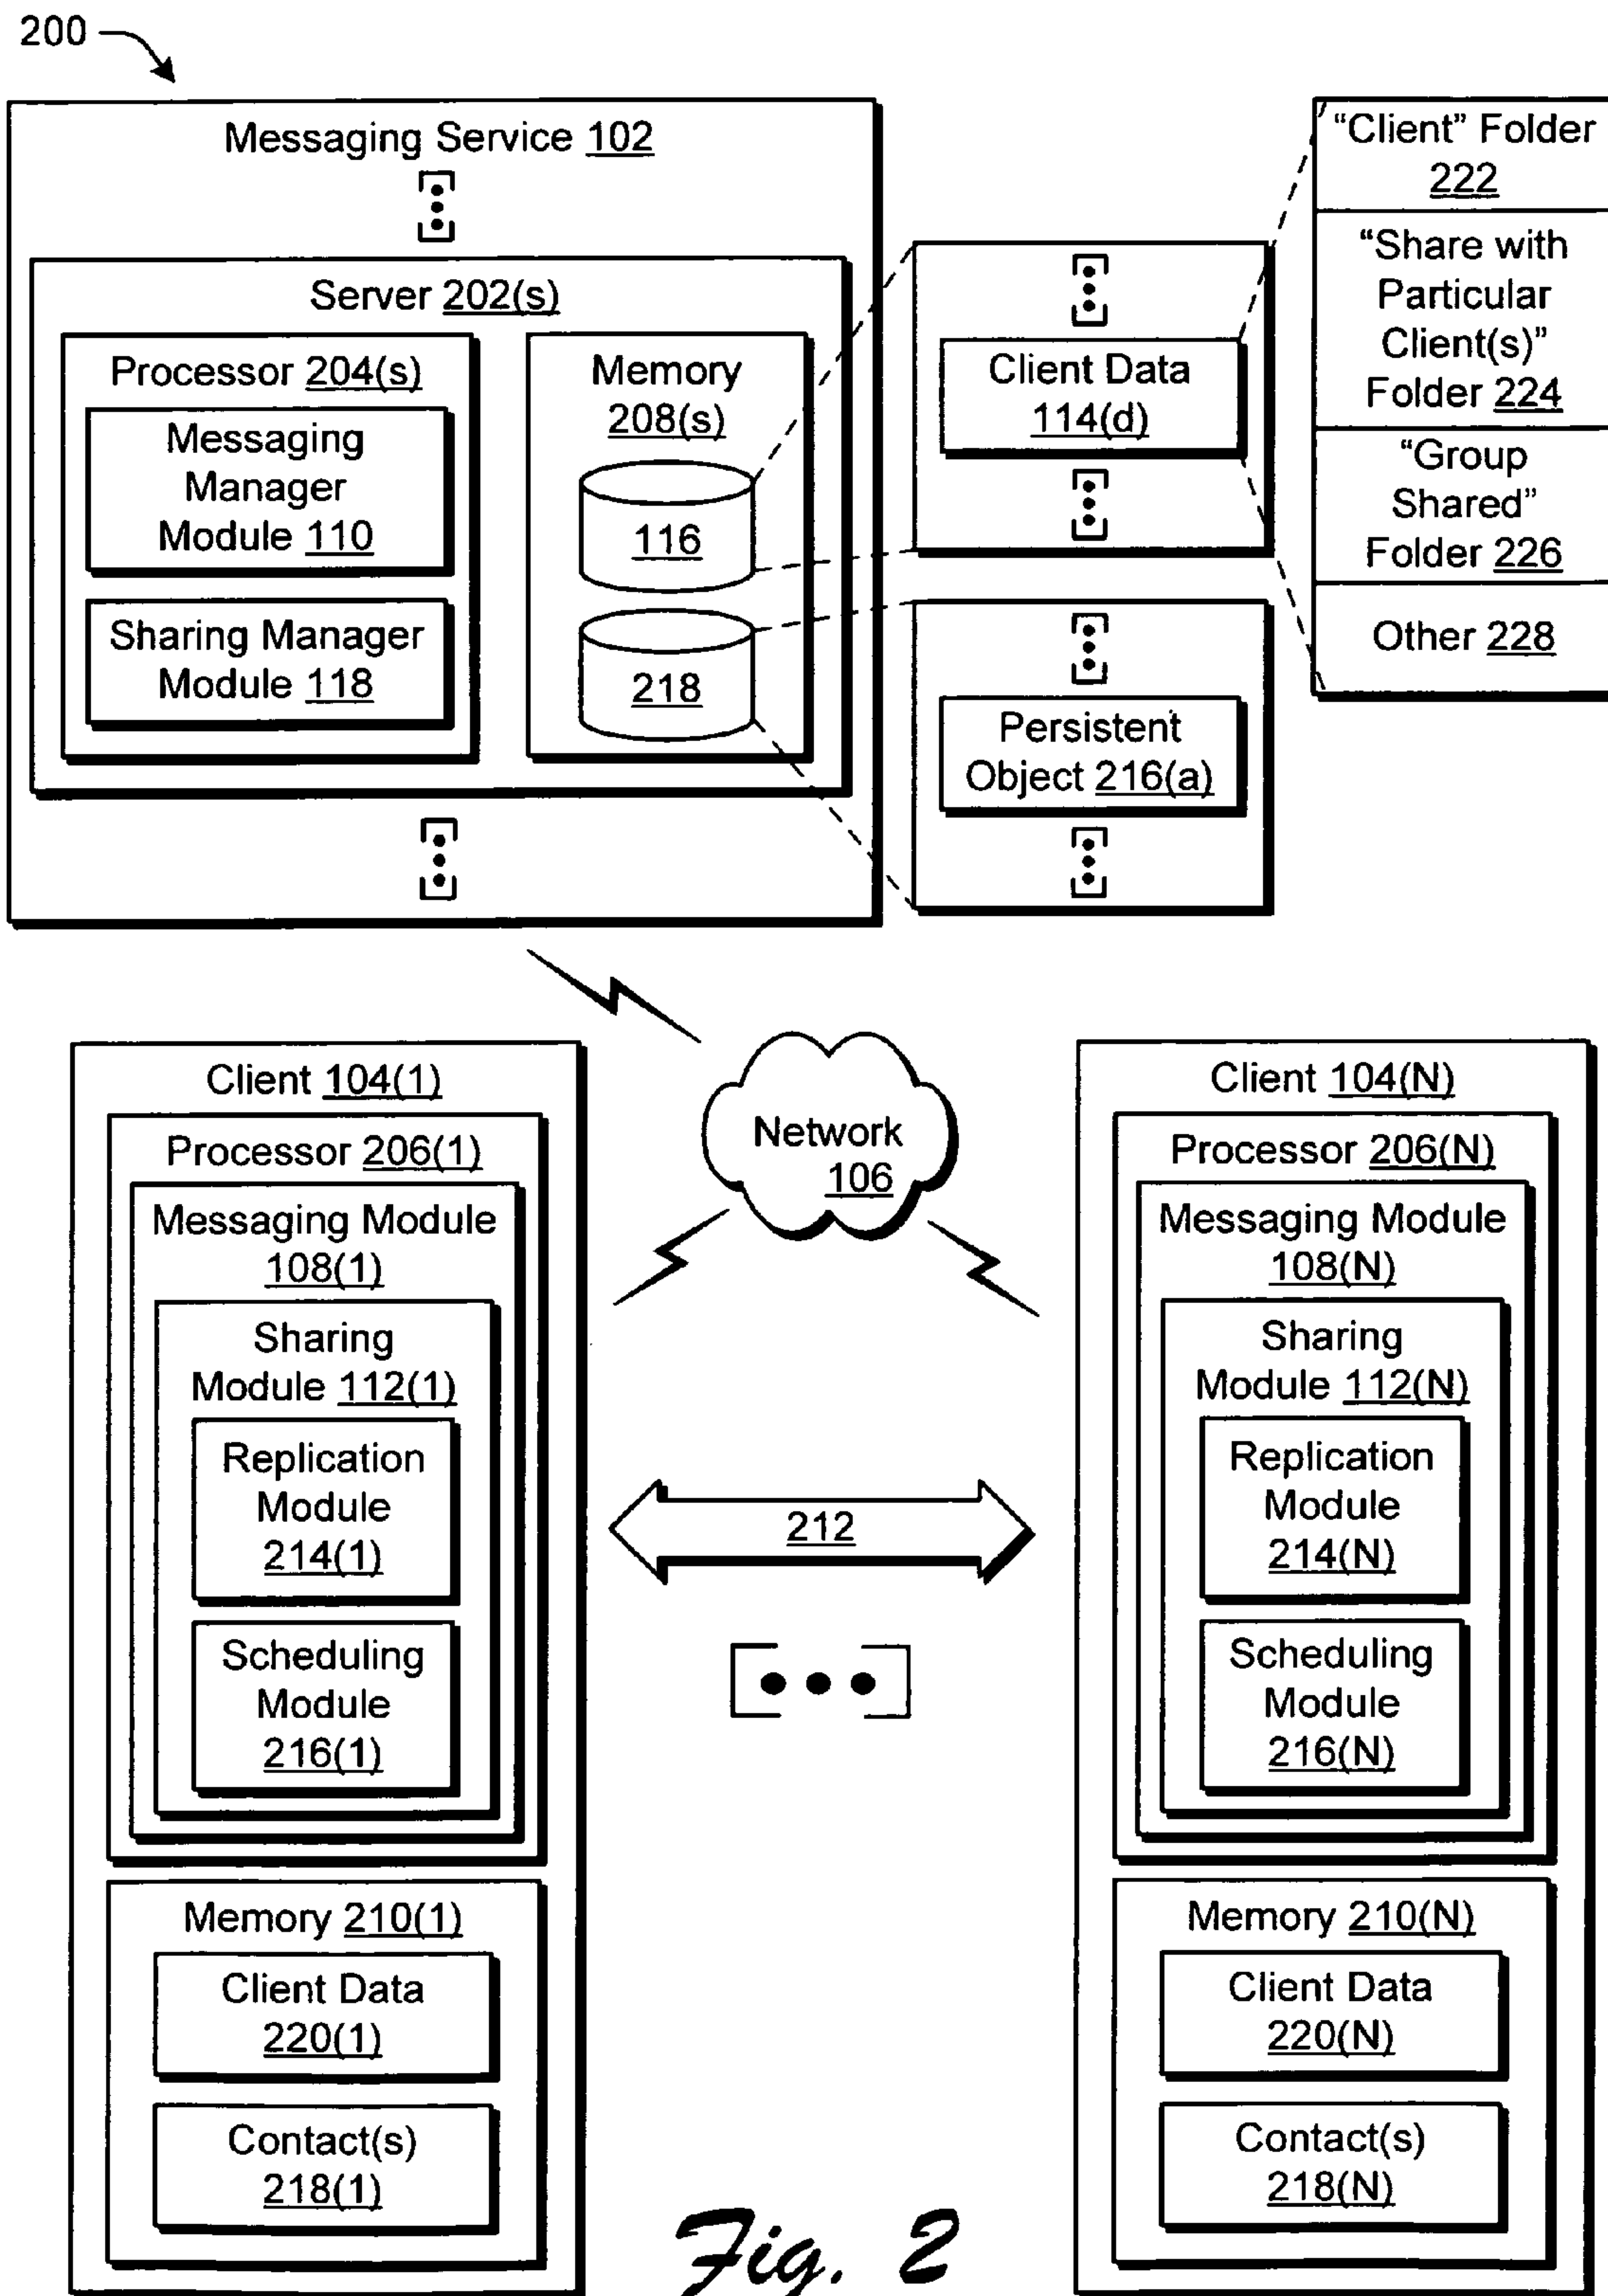 200
Messaging Service 102
Server 202(s)
Processor 204(s)
Messaging
Manager
Module 110
Sharing Manager
Module 118
Memory
208(s)
116
218
Client Data
114(d)
Persistent
Object 216(a)
“Client” Folder
222
“Share with
Particular
Client(s)”
Folder 224
“Group
Shared”
Folder 226
Other 228
Network
106
Client 104(1)
Processor 206(1)
Messaging Module
108(1)
Sharing
Module 112(1)
Replication
Module
214(1)
Scheduling
Module
216(1)
Memory 210(1)
Client Data
220(1)
Contact(s)
218(1)
212
Client 104(N)
Processor 206(N)
Messaging Module
108(N)
Sharing
Module 112(N)
Replication
Module
214(N)
Scheduling
Module
216(N)
Memory 210(N)
Client Data
220(N)
Contact(s)
218(N)
Fig. 2